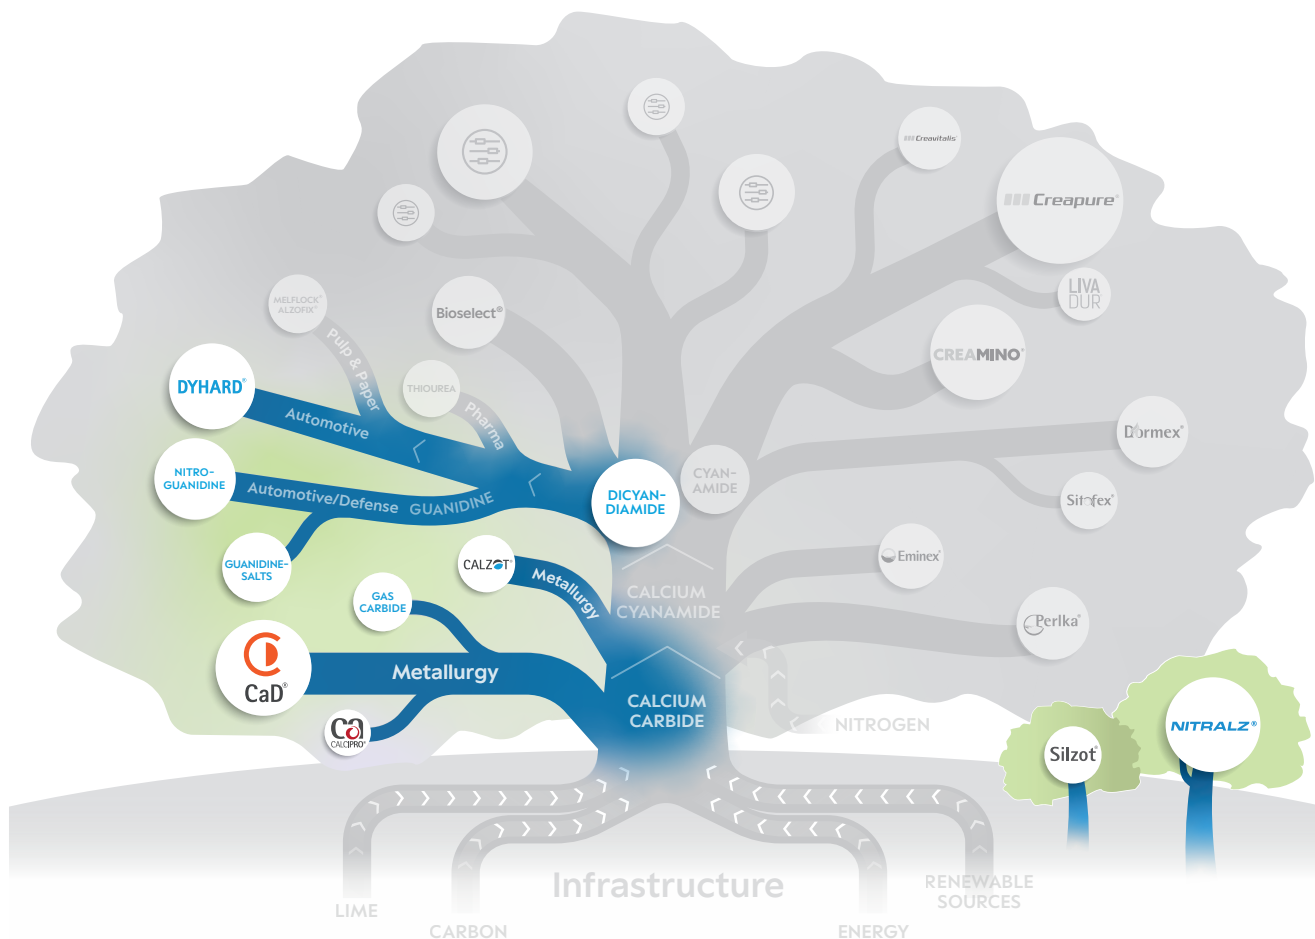 Creavitalis®
Creapure®
MELFLOCK®
ALZOFIX®
Bioselect®
LIVA
DUR®
Pulp & Paper
CREAMINO®
DYHARD®
THIOUREA
Automotive
Pharma
Dormex®
NITRO-
GUANIDINE
CYAN-
AMIDE
Automotive/Defense
GUANIDINE
DICYAN-
DIAMIDE
Sitofex®
Eminex®
GUANIDINE-
SALTS
CALZOT®
Metallurgy
GAS
CARBIDE
CALCIUM
CYANAMIDE
Perlka®
CaD®
Metallurgy
CALCIUM
CARBIDE
NITROGEN
ca
CALCIPRO®
Silzot®
NITRALZ®
Infrastructure
RENEWABLE
SOURCES
LIME
CARBON
ENERGY